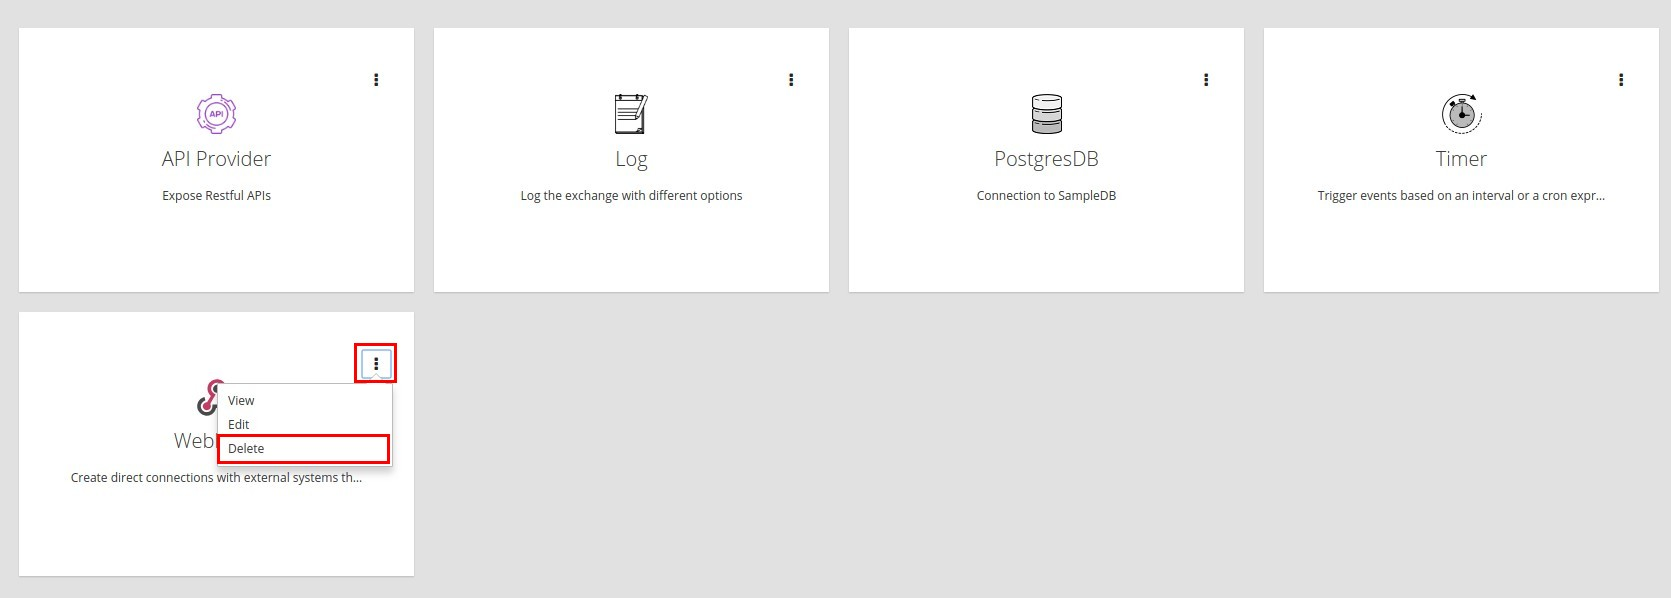 API
API Provider
Expose Restful APIs
Log
Log the exchange with different options
PostgresDB
Connection to SampleDB
Timer
Trigger events based on an interval or a cron expr...
View
Edit
Web
Delete
Create direct connections with external systems th...